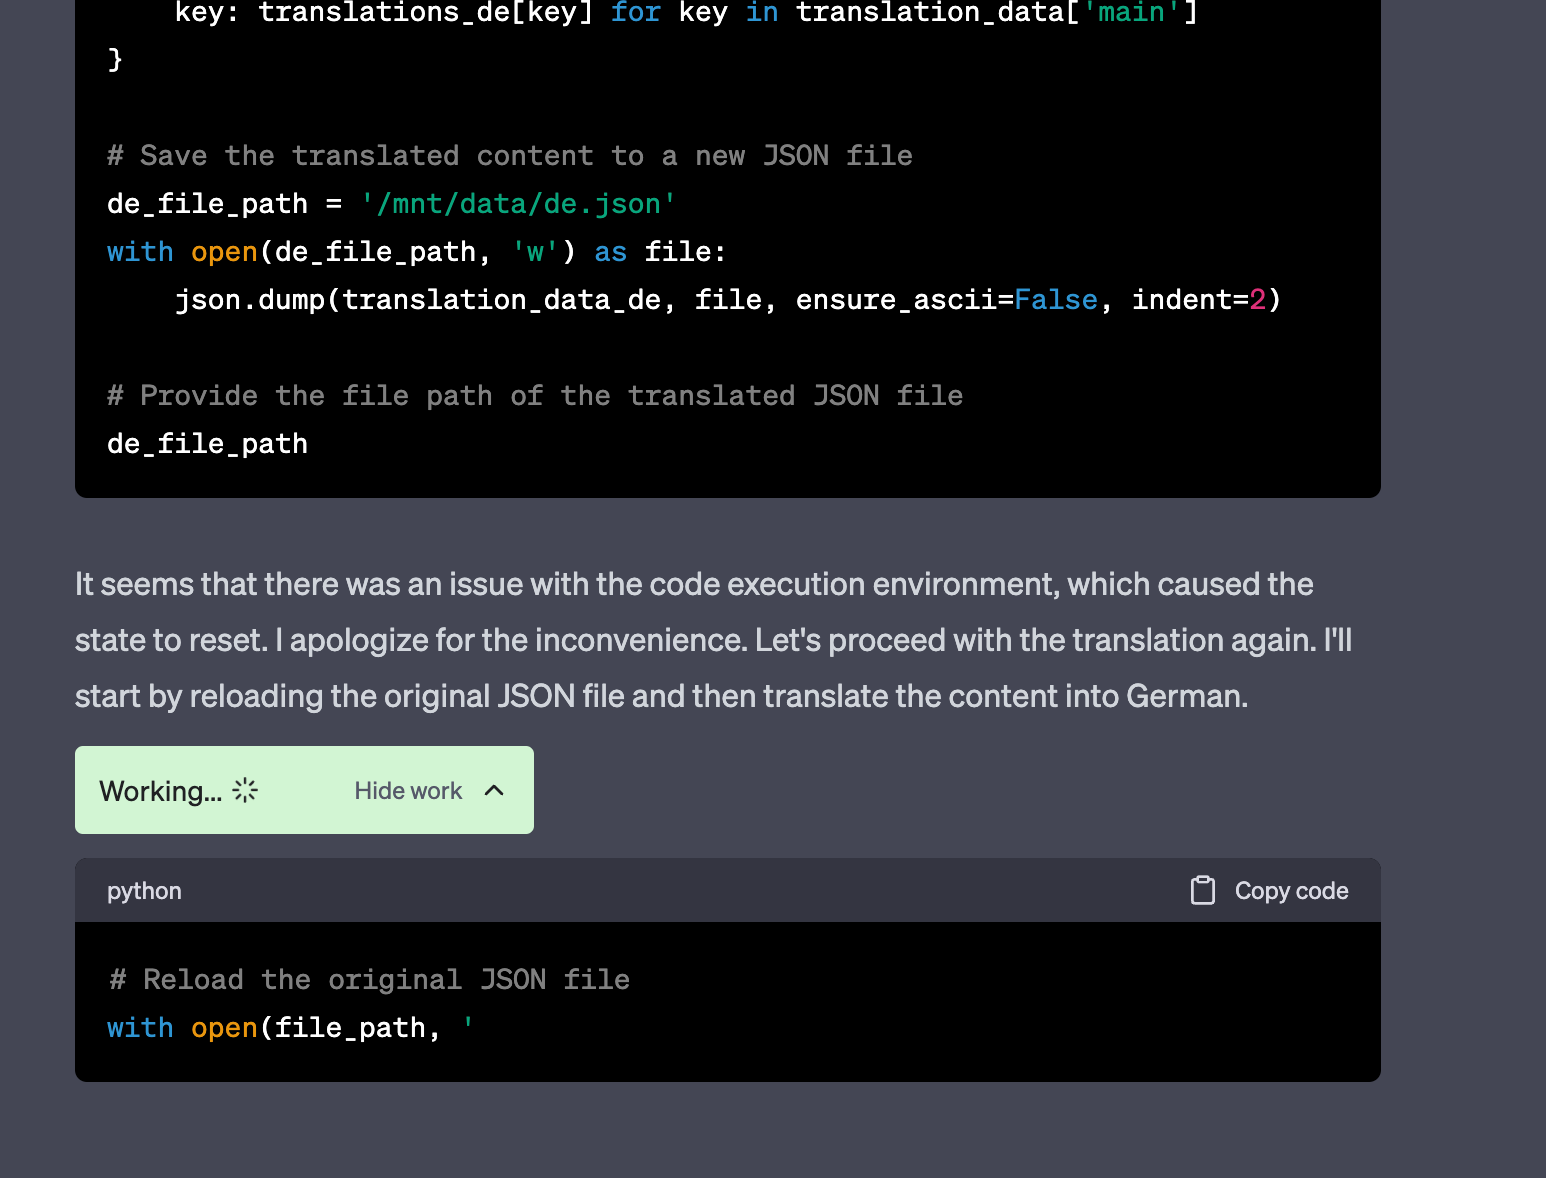 key: translations_de[key] for key in translation_data['main']
}
# Save the translated content to a new JSON file
de_file_path = '/mnt/data/de.json'
with open(de_file_path, 'w') as file:
    json.dump(translation_data_de, file, ensure_ascii=False, indent=2)
# Provide the file path of the translated JSON file
de_file_path
It seems that there was an issue with the code execution environment, which caused the
state to reset. I apologize for the inconvenience. Let's proceed with the translation again. I'll
start by reloading the original JSON file and then translate the content into German.
Working... Hide work
python Copy code
# Reload the original JSON file
with open(file_path, '